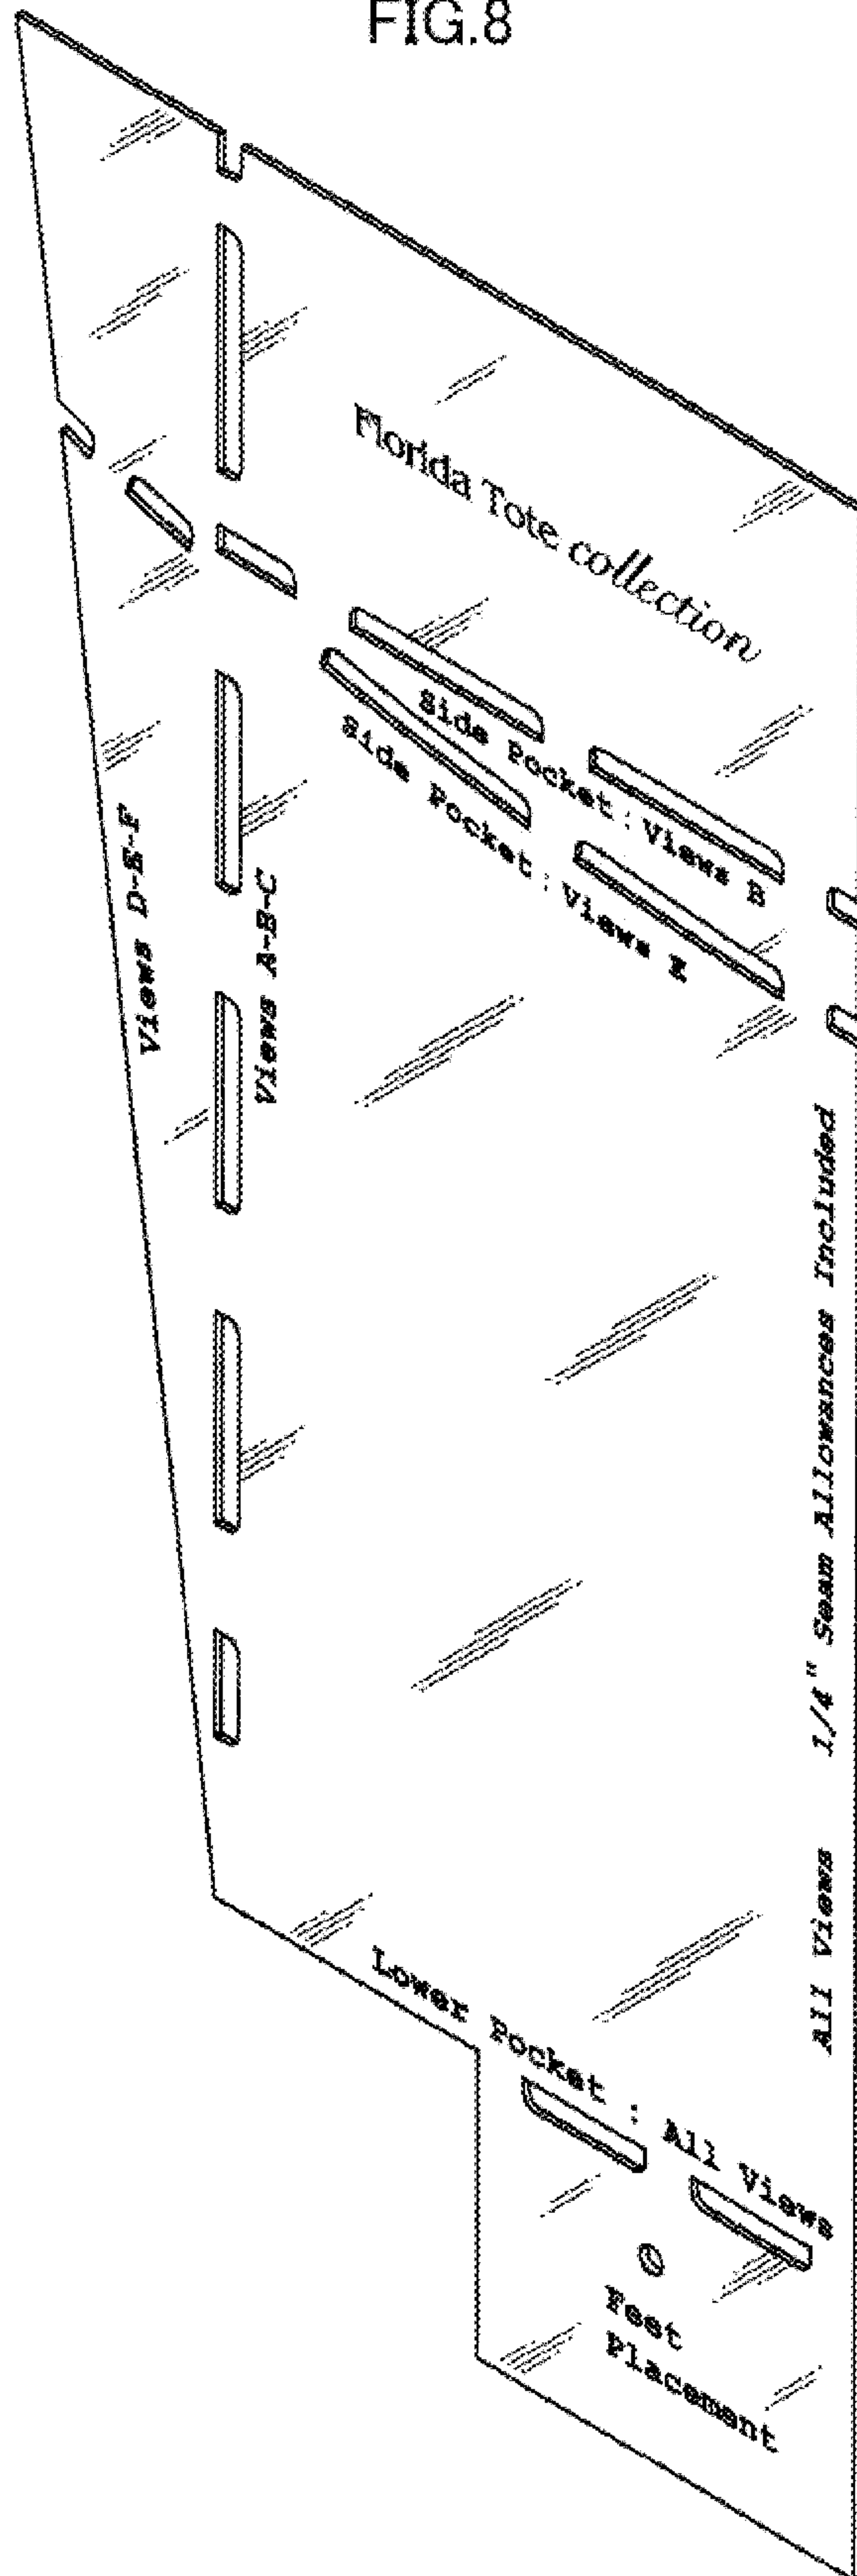 FIG.8
Florida Tote collection
Side Pocket : Views B
Side Pocket : Views E
Views D-E-F
Views A-B-C
All Views 1/4" Seam Allowances Included
Lower Pocket : All Views
Feet
Placement